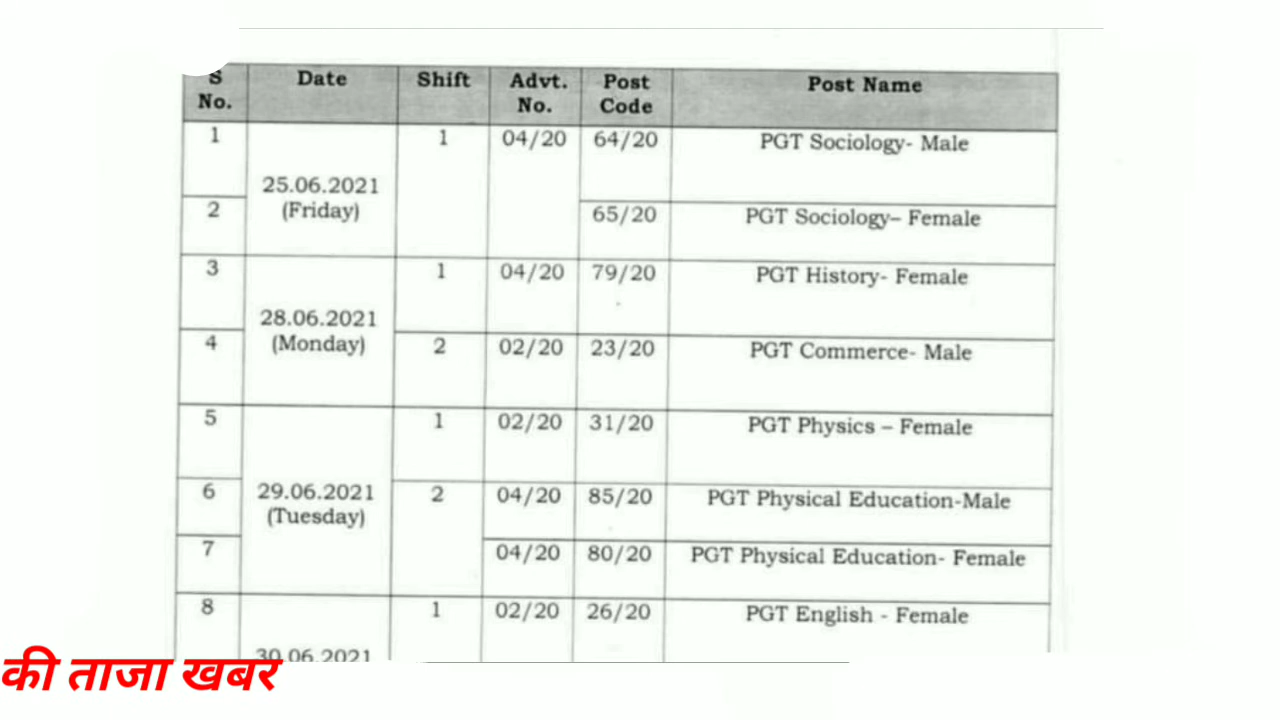 S No. Date Shift Advt. No. Post Code Post Name
1 25.06.2021 (Friday) 1 04/20 64/20 PGT Sociology- Male
2 65/20 PGT Sociology– Female
3 28.06.2021 (Monday) 1 04/20 79/20 PGT History- Female
4 2 02/20 23/20 PGT Commerce- Male
5 29.06.2021 (Tuesday) 1 02/20 31/20 PGT Physics – Female
6 2 04/20 85/20 PGT Physical Education-Male
7 04/20 80/20 PGT Physical Education- Female
8 30.06.2021 1 02/20 26/20 PGT English - Female
की ताजा खबर